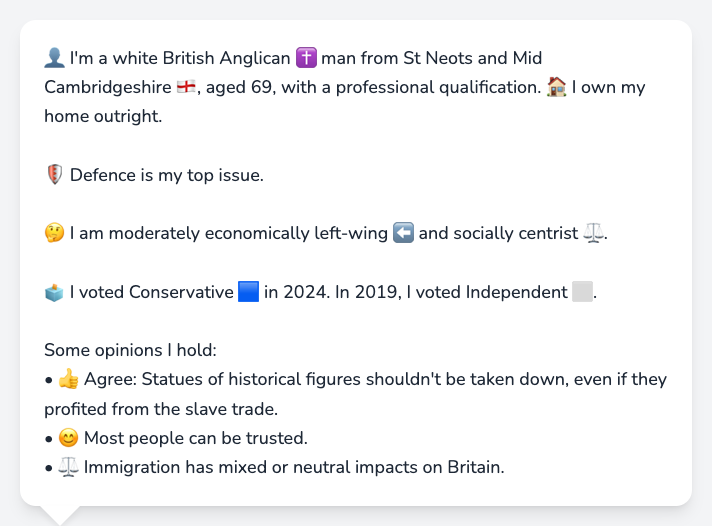 👤 I'm a white British Anglican ✝️ man from St Neots and Mid
Cambridgeshire 🏴󠁧󠁢󠁥󠁮󠁧󠁿, aged 69, with a professional qualification. 🏠 I own my
home outright.
🛡️ Defence is my top issue.
🤔 I am moderately economically left-wing ⬅️ and socially centrist ⚖️.
🗳️ I voted Conservative 🟦 in 2024. In 2019, I voted Independent ⬜.
Some opinions I hold:
• 👍 Agree: Statues of historical figures shouldn't be taken down, even if they
profited from the slave trade.
• 😊 Most people can be trusted.
• ⚖️ Immigration has mixed or neutral impacts on Britain.